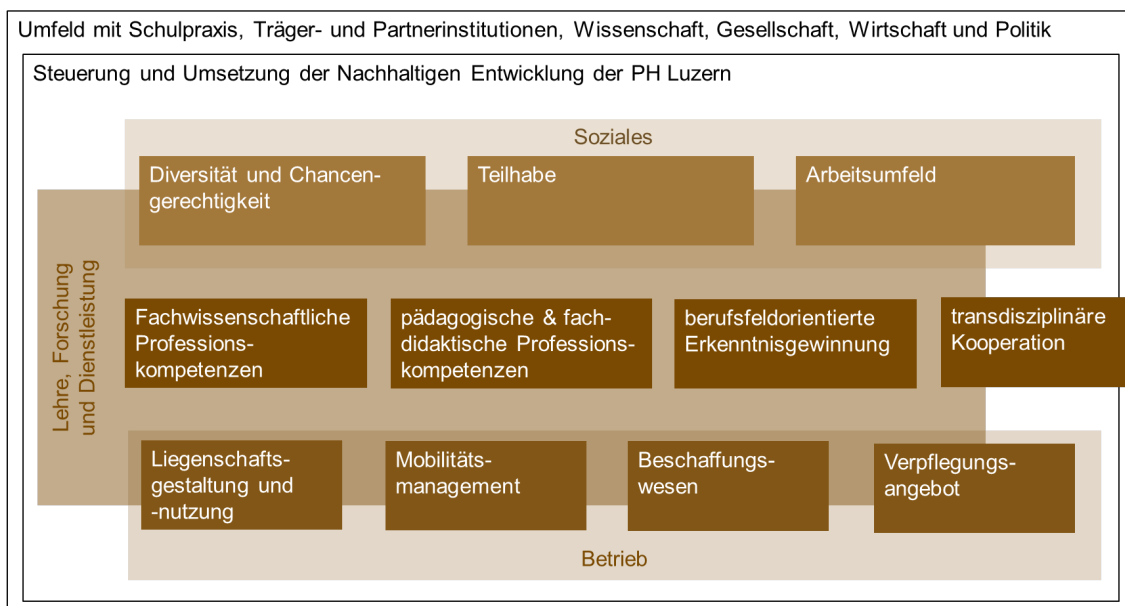 Umfeld mit Schulpraxis, Träger- und Partnerinstitutionen, Wissenschaft, Gesellschaft, Wirtschaft und Politik
Steuerung und Umsetzung der Nachhaltigen Entwicklung der PH Luzern
Soziales
Diversität und Chancen-
gerechtigkeit
Teilhabe
Arbeitsumfeld
Lehre, Forschung
und Dienstleistung
Fachwissenschaftliche
Professions-
kompetenzen
pädagogische & fach-
didaktische Professions-
kompetenzen
berufsfeldorientierte
Erkenntnisgewinnung
transdisziplinäre
Kooperation
Liegenschafts-
gestaltung und
-nutzung
Mobilitäts-
management
Beschaffungs-
wesen
Verpflegungs-
angebot
Betrieb